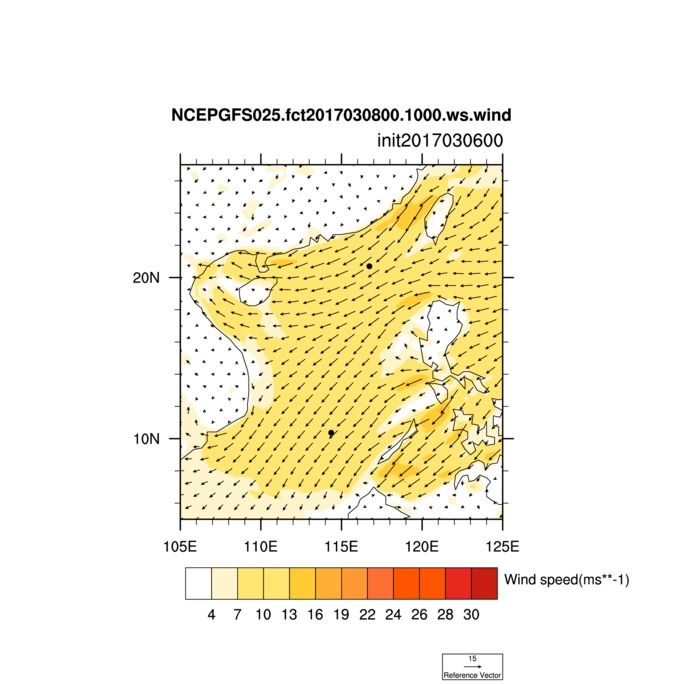 NCEPGFS025.fct2017030800.1000.ws.wind
init2017030600
20N
10N
105E 110E 115E 120E 125E
Wind speed(ms**-1)
4 7 10 13 16 19 22 24 26 28 30
15
Reference Vector